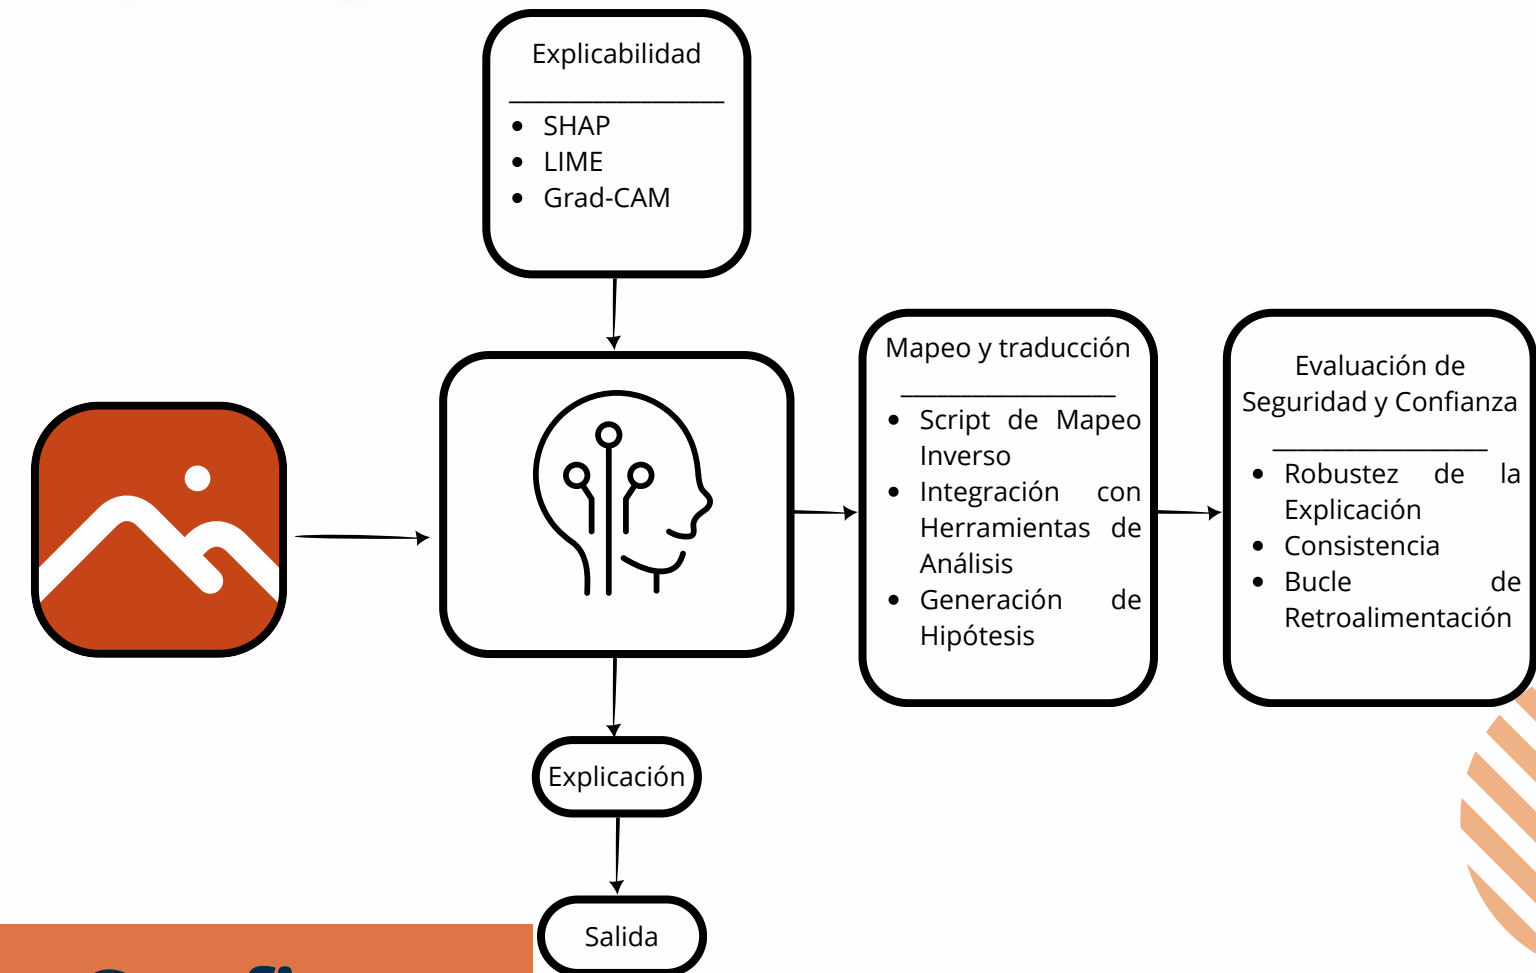 Explicabilidad
SHAP
LIME
Grad-CAM
Mapeo y traducción
Script de Mapeo
Inverso
Integración con
Herramientas de
Análisis
Generación de
Hipótesis
Evaluación de
Seguridad y Confianza
Robustez de la
Explicación
Consistencia
Bucle de
Retroalimentación
Explicación
Salida